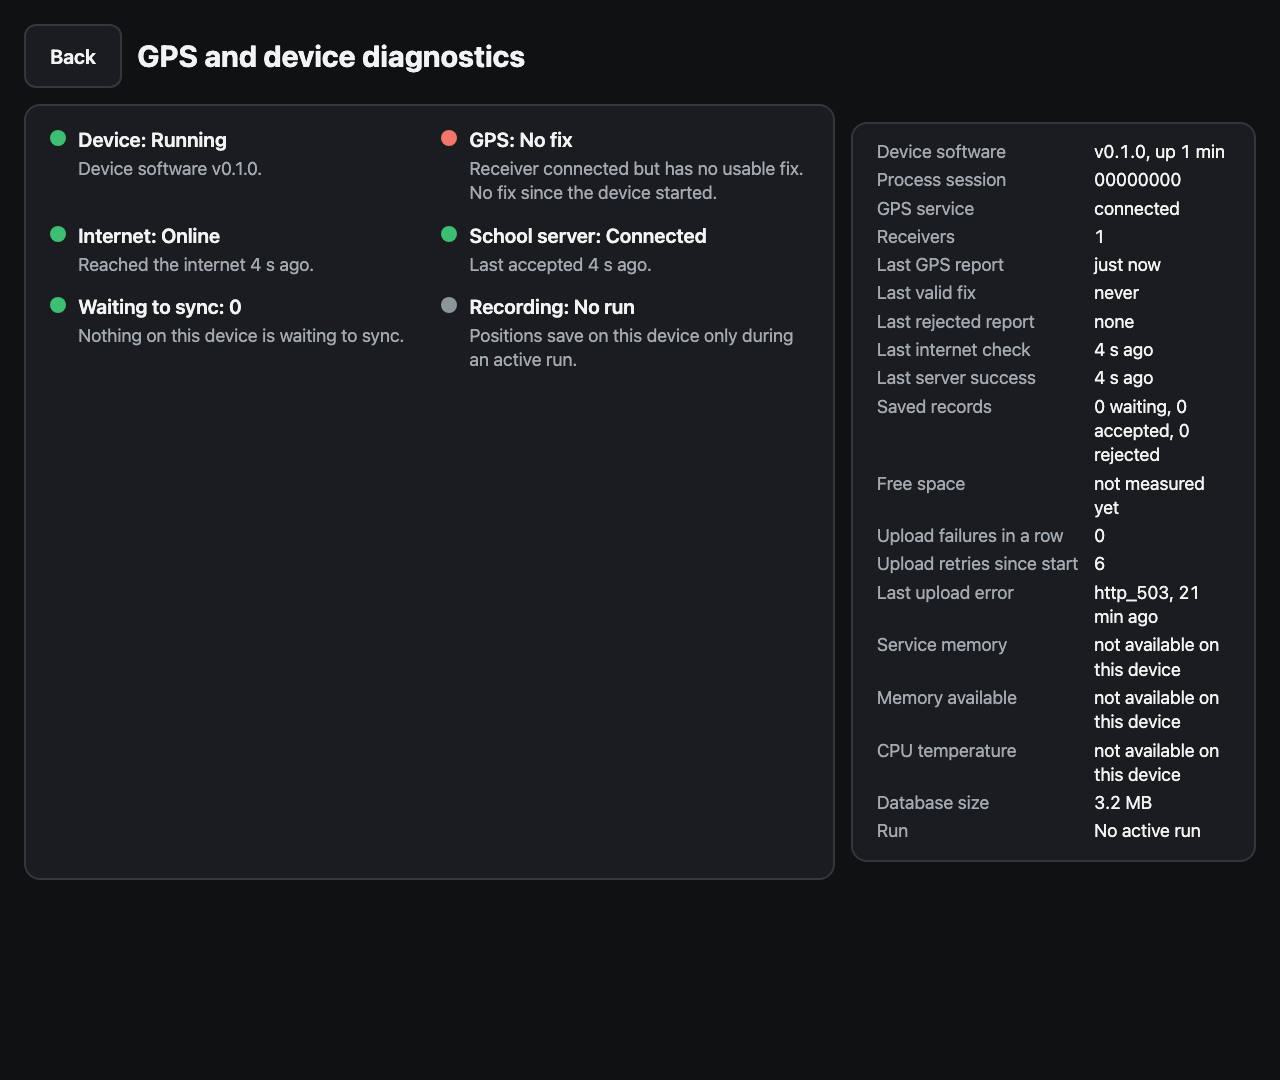 Back
GPS and device diagnostics
Device: Running
Device software v0.1.0.
GPS: No fix
Receiver connected but has no usable fix.
No fix since the device started.
Internet: Online
Reached the internet 4 s ago.
School server: Connected
Last accepted 4 s ago.
Waiting to sync: 0
Nothing on this device is waiting to sync.
Recording: No run
Positions save on this device only during
an active run.
Device software v0.1.0, up 1 min
Process session 00000000
GPS service connected
Receivers 1
Last GPS report just now
Last valid fix never
Last rejected report none
Last internet check 4 s ago
Last server success 4 s ago
Saved records 0 waiting, 0
accepted, 0
rejected
Free space not measured
yet
Upload failures in a row 0
Upload retries since start 6
Last upload error http_503, 21
min ago
Service memory not available on
this device
Memory available not available on
this device
CPU temperature not available on
this device
Database size 3.2 MB
Run No active run